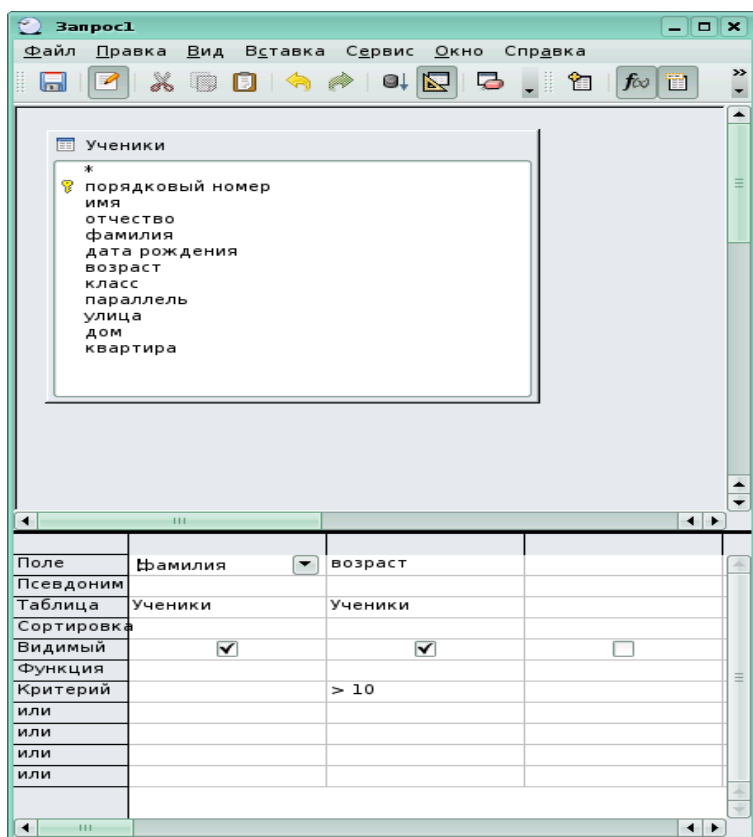 Запрос1
Файл Правка Вид Вставка Сервис Окно Справка
f(x)
»
Ученики
*
порядковый номер
имя
отчество
фамилия
дата рождения
возраст
класс
параллель
улица
дом
квартира
Поле фамилия возраст
Псевдоним
Таблица Ученики Ученики
Сортировка
Видимый
Функция
Критерий > 10
или
или
или
или